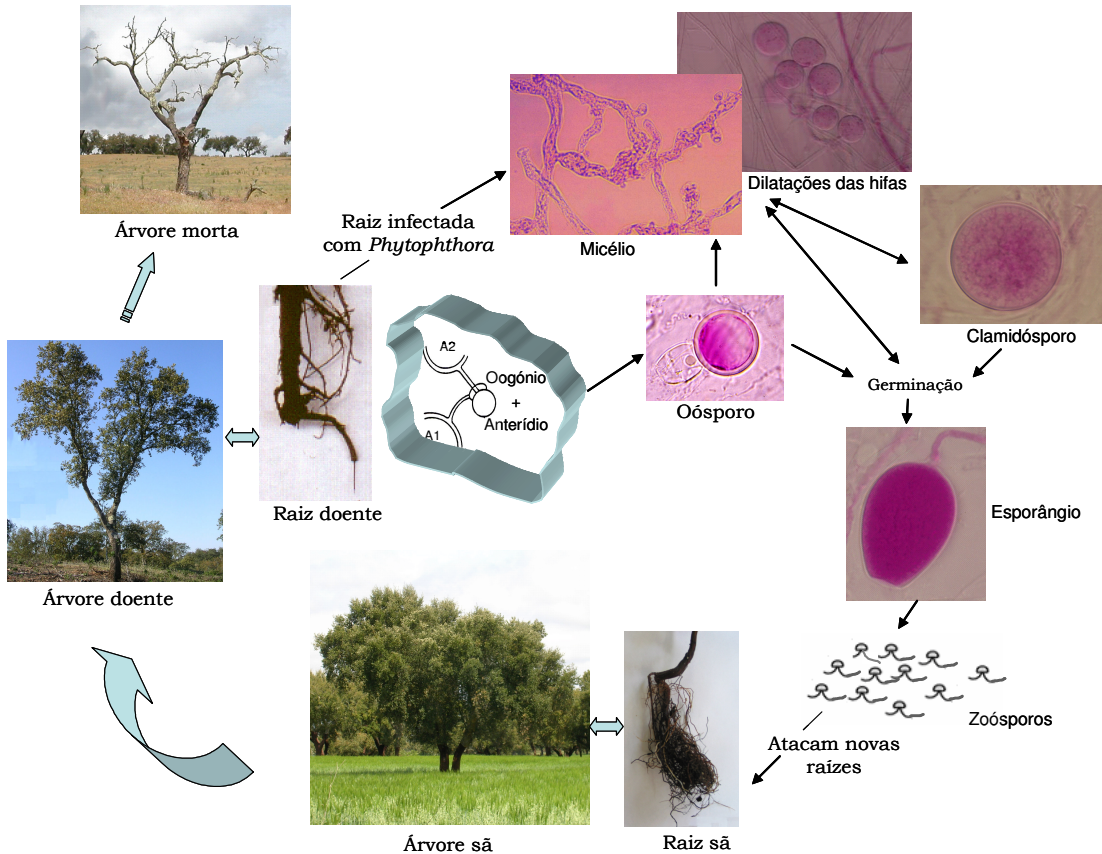 Dilatações das hifas
Árvore morta
Raiz infectada
com Phytophthora
Micélio
Clamidósporo
A2
Oogónio
+
Anterídio
A1
Oósporo
Germinação
Raiz doente
Esporângio
Árvore doente
Zoósporos
Atacam novas
raízes
Árvore sã
Raiz sã